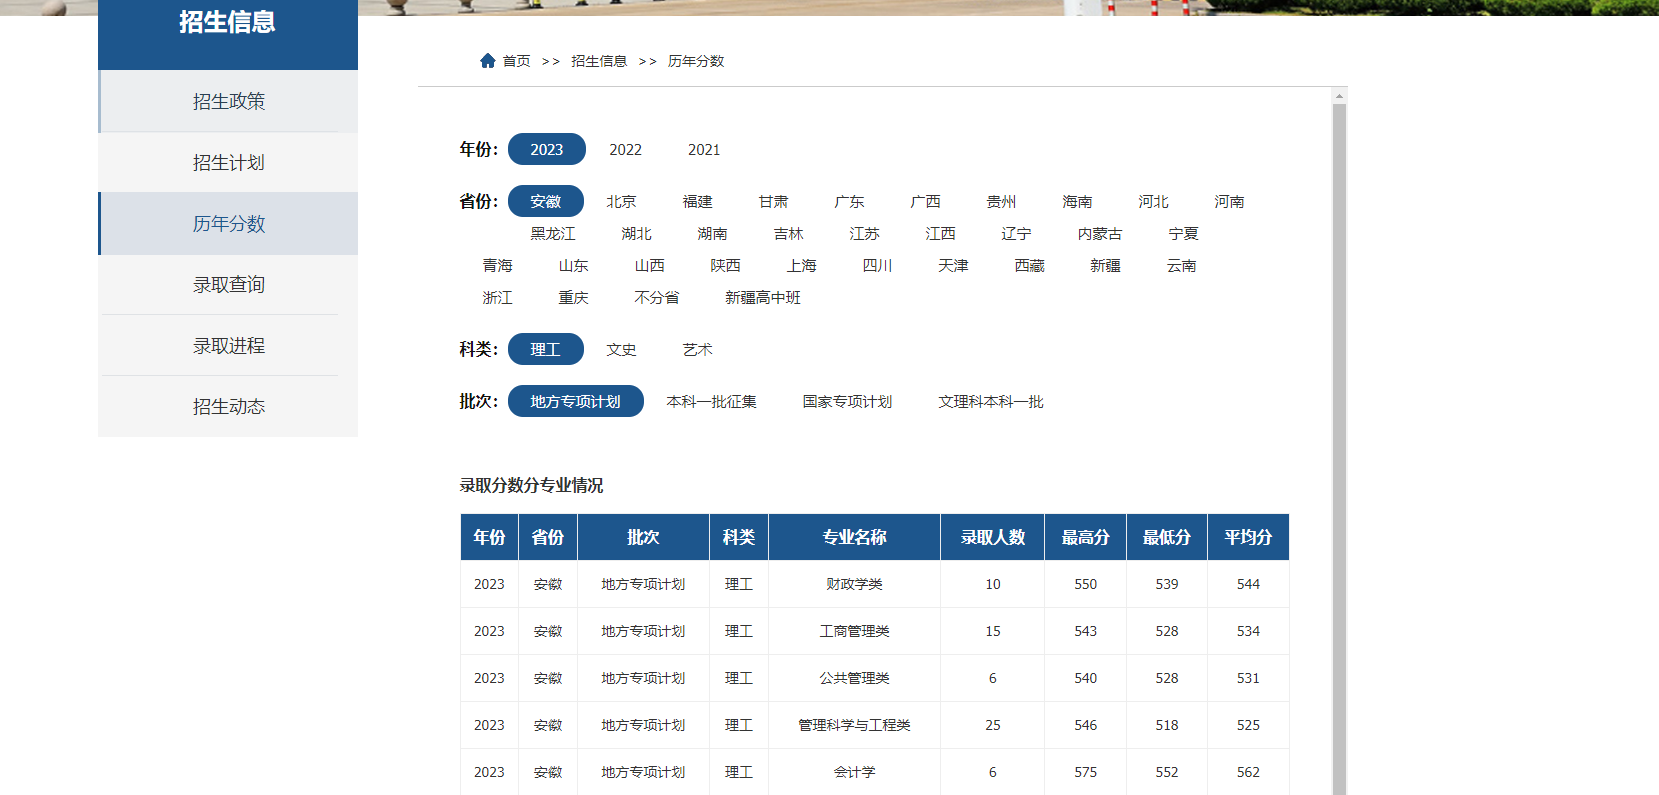 招生信息
招生政策
招生计划
历年分数
录取查询
录取进程
招生动态
首页 >> 招生信息 >> 历年分数
年份: 2023 2022 2021
省份: 安徽 北京 福建 甘肃 广东 广西 贵州 海南 河北 河南
黑龙江 湖北 湖南 吉林 江苏 江西 辽宁 内蒙古 宁夏
青海 山东 山西 陕西 上海 四川 天津 西藏 新疆 云南
浙江 重庆 不分省 新疆高中班
科类: 理工 文史 艺术
批次: 地方专项计划 本科一批征集 国家专项计划 文理科本科一批
录取分数分专业情况
年份 省份 批次 科类 专业名称 录取人数 最高分 最低分 平均分
2023 安徽 地方专项计划 理工 财政学类 10 550 539 544
2023 安徽 地方专项计划 理工 工商管理类 15 543 528 534
2023 安徽 地方专项计划 理工 公共管理类 6 540 528 531
2023 安徽 地方专项计划 理工 管理科学与工程类 25 546 518 525
2023 安徽 地方专项计划 理工 会计学 6 575 552 562